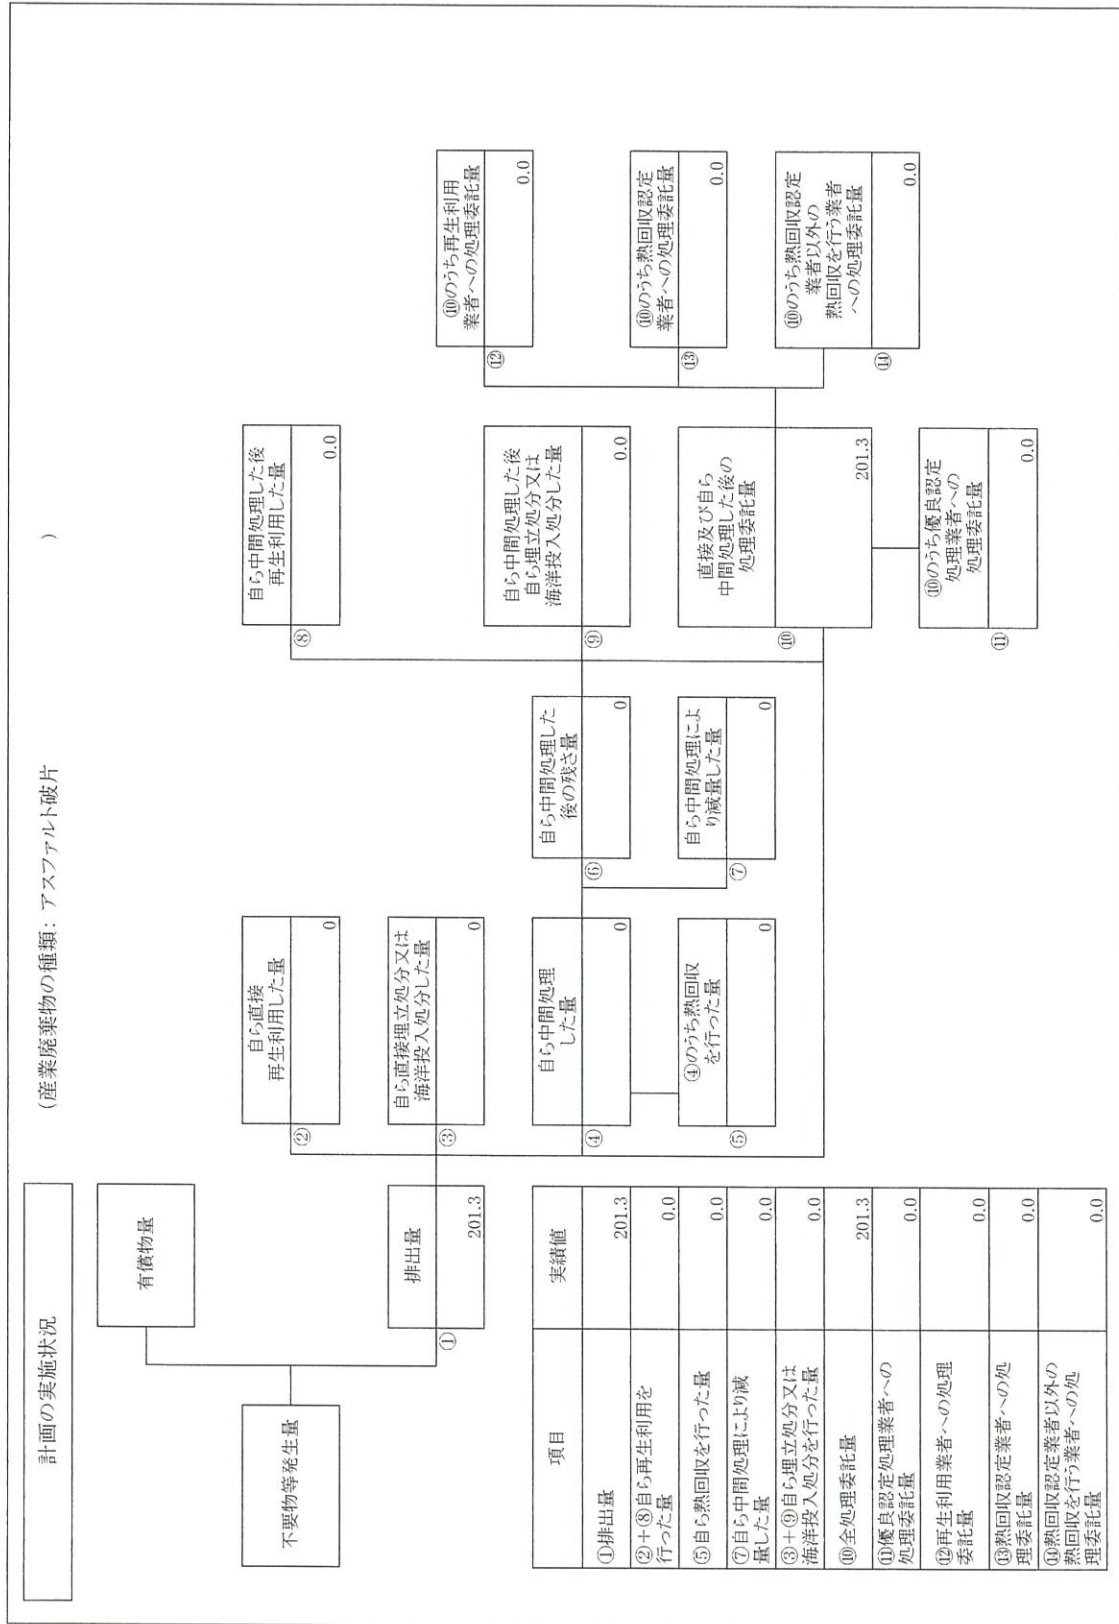 計画の実施状況
(産業廃棄物の種類: アスファルト破片
)
不要物等発生量
有償物量
①
排出量
201.3
②
自ら直接
再生利用した量
0
③
自ら直接埋立処分又は
海洋投入処分した量
0
④
自ら中間処理
した量
0
⑤
④のうち熱回収
を行った量
0
⑥
自ら中間処理した
後の残さ量
0
⑦
自ら中間処理によ
り減量した量
0
⑧
自ら中間処理した後
再生利用した量
0.0
⑨
自ら中間処理した後
自ら埋立処分又は
海洋投入処分した量
0.0
⑩
直接及び自ら
中間処理した後の
処理委託量
201.3
⑪
⑩のうち優良認定
処理業者への
処理委託量
0.0
⑫
⑩のうち再生利用
業者への処理委託量
0.0
⑬
⑩のうち熱回収認定
業者への処理委託量
0.0
⑭
⑩のうち熱回収認定
業者以外の
熱回収を行う業者
への処理委託量
0.0
項目 実績値
①排出量 201.3
②+⑧自ら再生利用を
行った量 0.0
⑤自ら熱回収を行った量 0.0
⑦自ら中間処理により減
量した量 0.0
③+⑨自ら埋立処分又は
海洋投入処分を行った量 0.0
⑩全処理委託量 201.3
⑪優良認定処理業者への
処理委託量 0.0
⑫再生利用業者への処理
委託量 0.0
⑬熱回収認定業者への処
理委託量 0.0
⑭熱回収認定業者以外の
熱回収を行う業者への処
理委託量 0.0